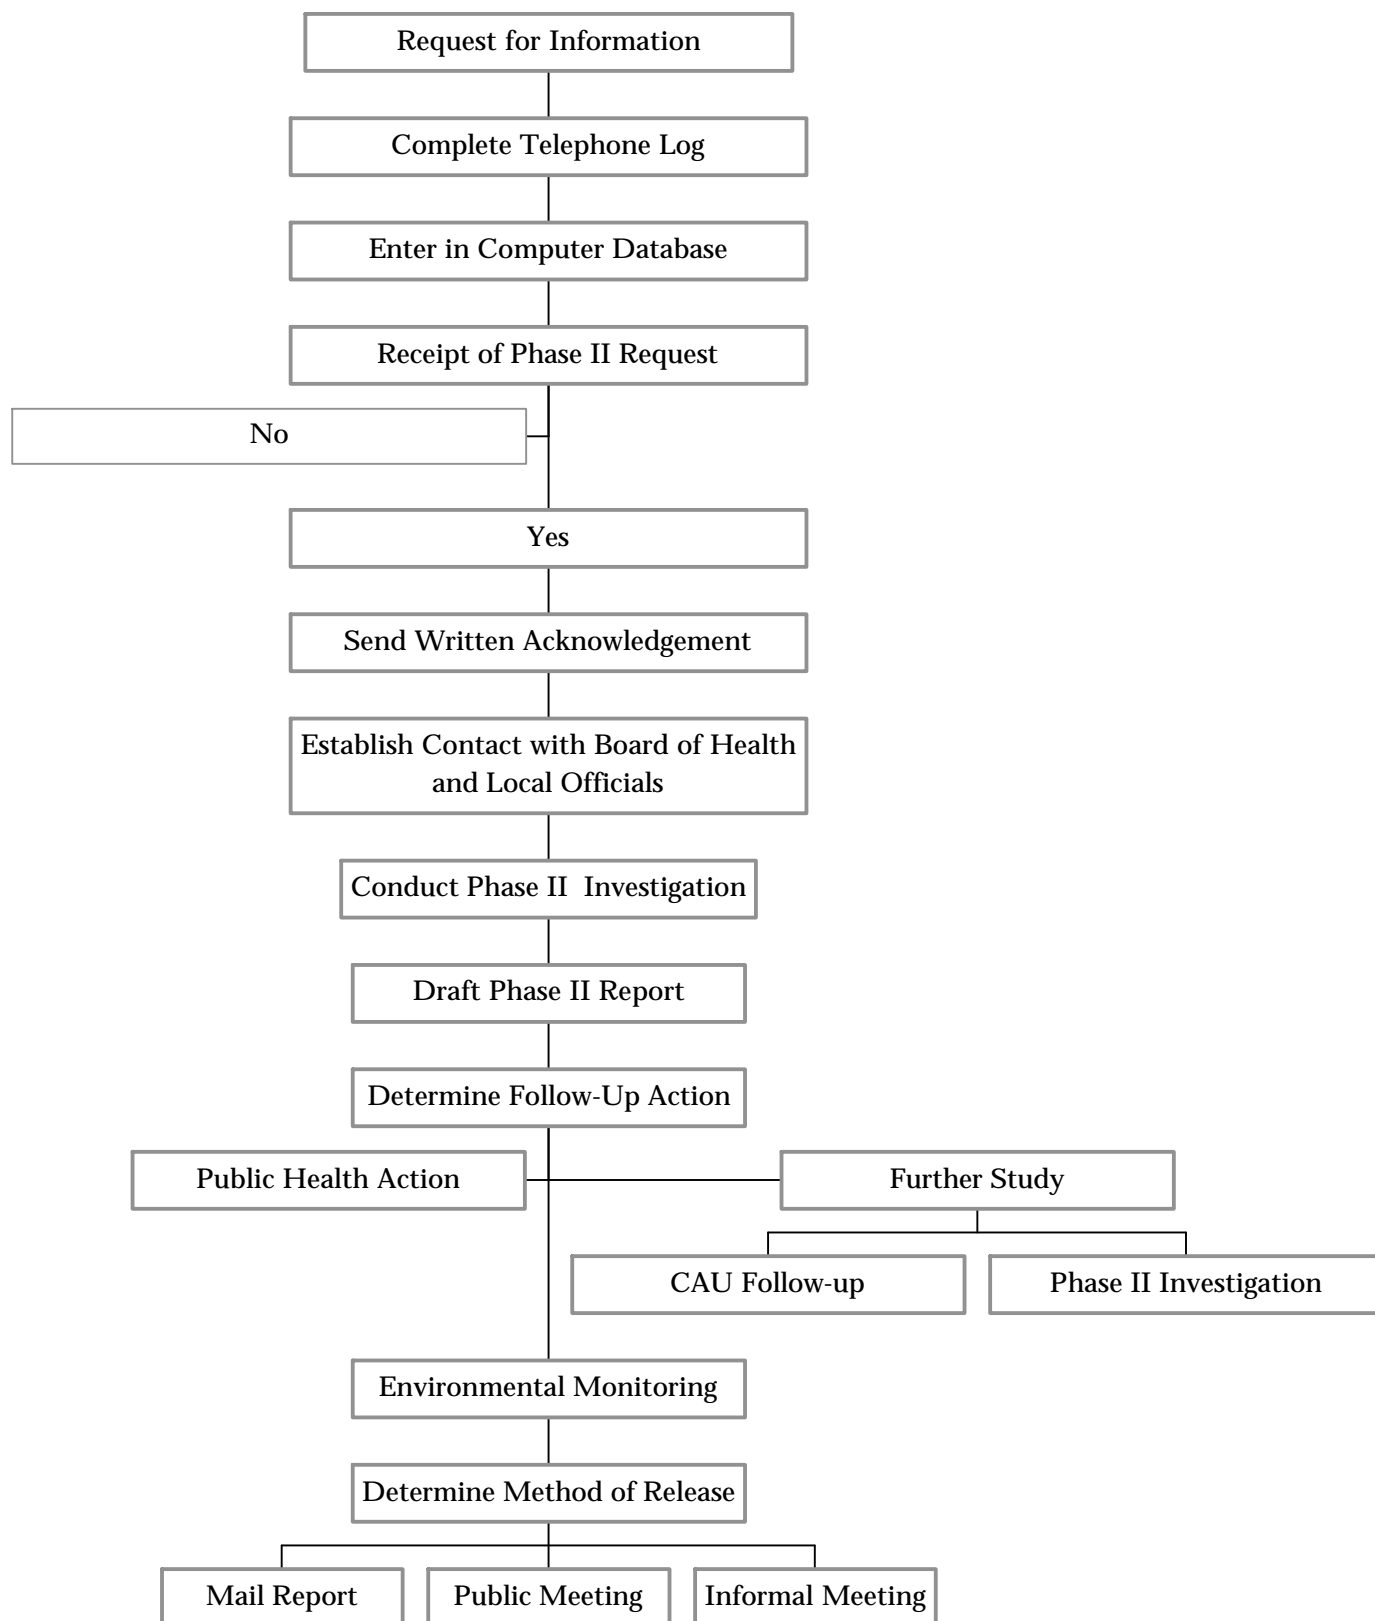 Request for Information
Complete Telephone Log
Enter in Computer Database
Receipt of Phase II Request
No
Yes
Send Written Acknowledgement
Establish Contact with Board of Health
and Local Officials
Conduct Phase II  Investigation
Draft Phase II Report
Determine Follow-Up Action
Public Health Action
Further Study
CAU Follow-up
Phase II Investigation
Environmental Monitoring
Determine Method of Release
Mail Report
Public Meeting
Informal Meeting